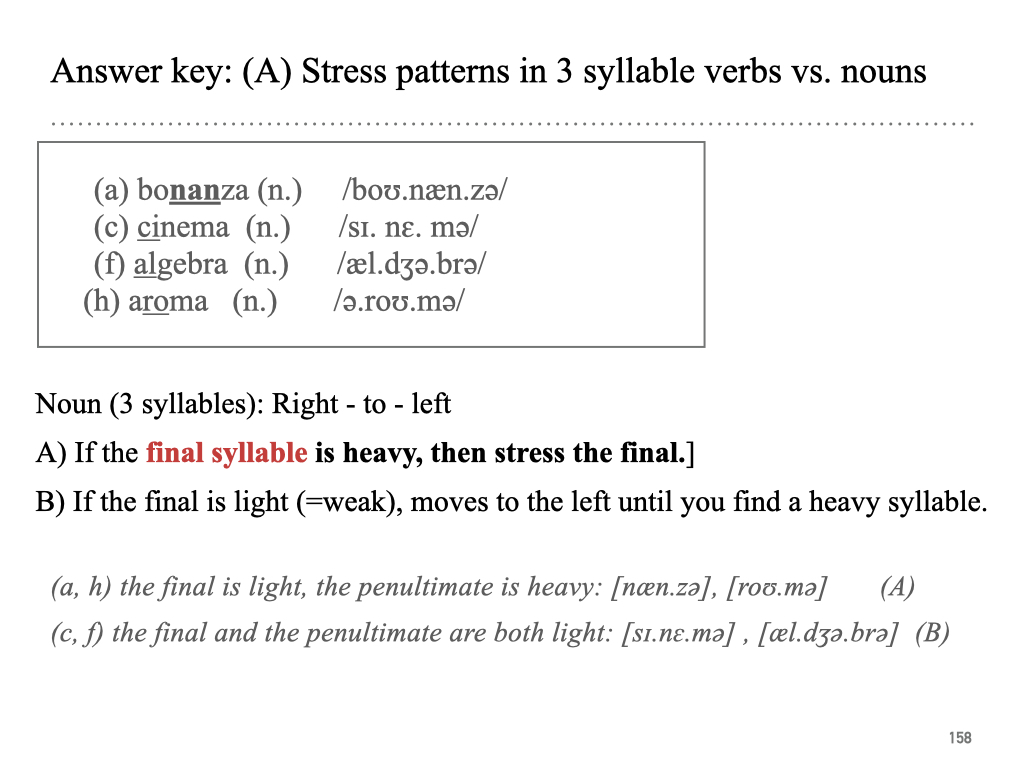 Answer key: (A) Stress patterns in 3 syllable verbs vs. nouns
(a) bonanza (n.) /boʊ.næn.zə/
(c) cinema (n.) /sɪ. nɛ. mə/
(f) algebra (n.) /æl.dʒə.brə/
(h) aroma (n.) /ə.roʊ.mə/
Noun (3 syllables): Right - to - left
A) If the final syllable is heavy, then stress the final.]
B) If the final is light (=weak), moves to the left until you find a heavy syllable.
(a, h) the final is light, the penultimate is heavy: [næn.zə], [roʊ.mə] (A)
(c, f) the final and the penultimate are both light: [sɪ.nɛ.mə] , [æl.dʒə.brə] (B)
158